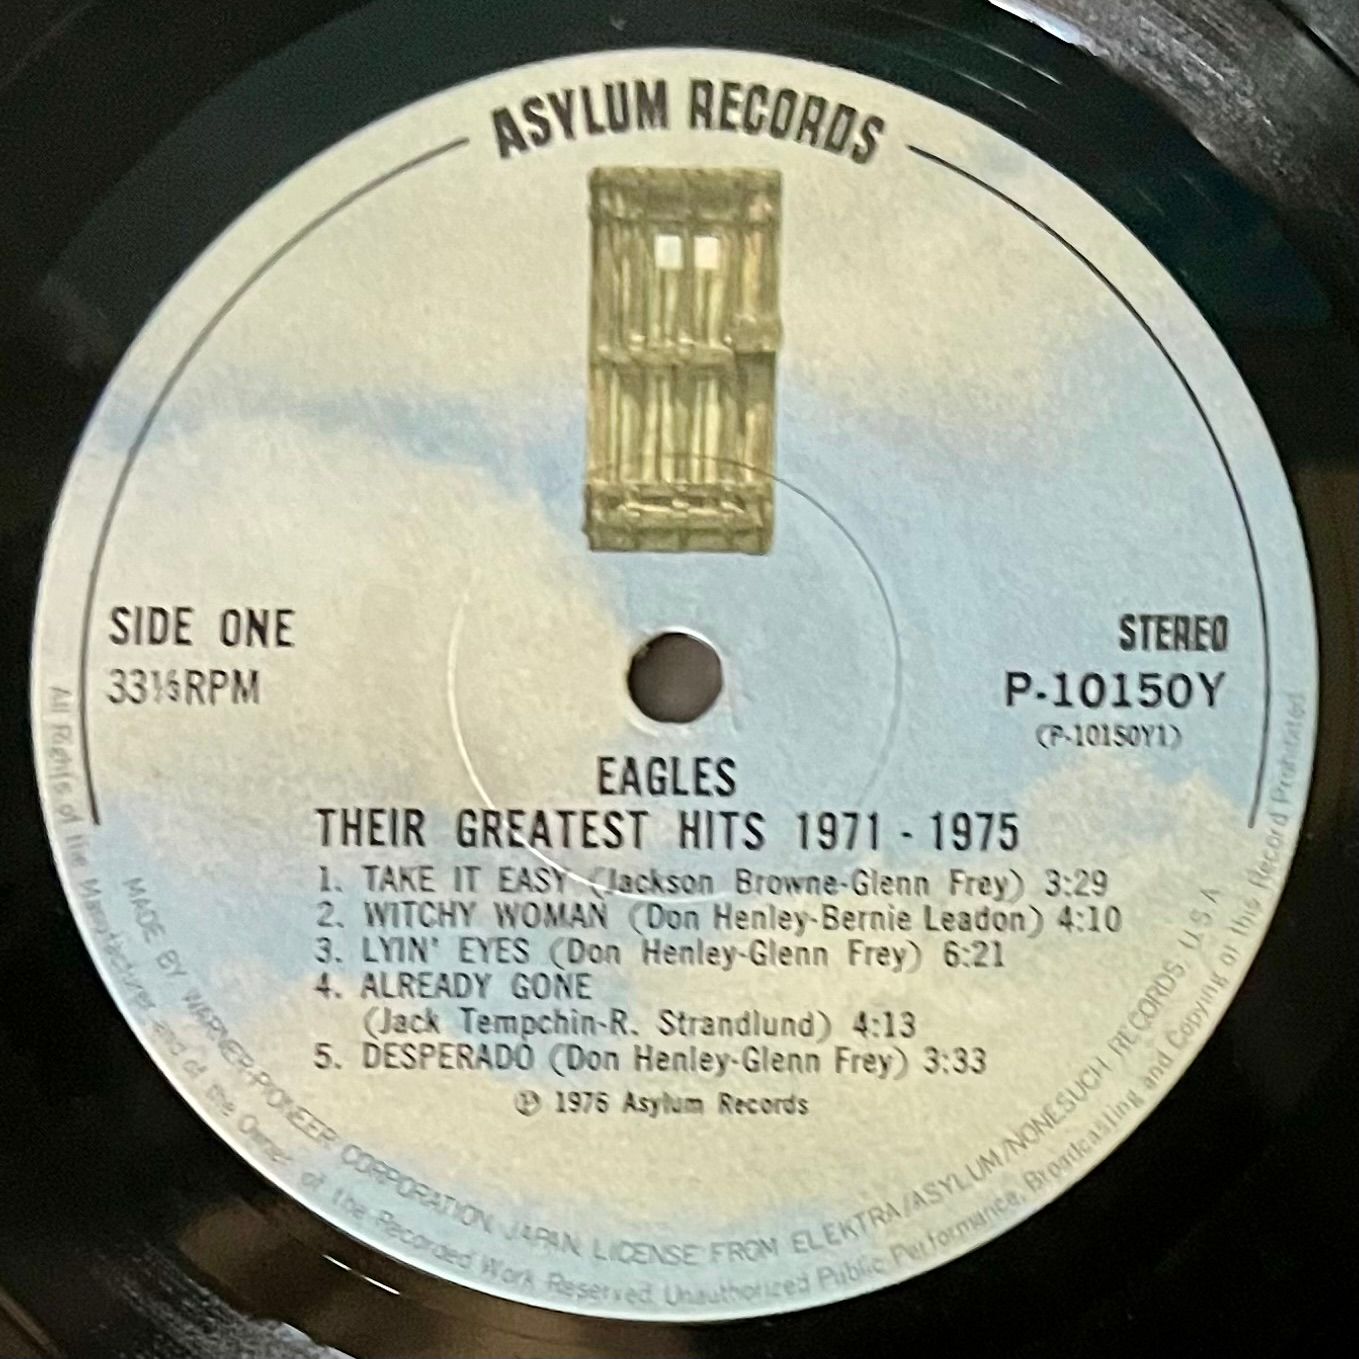 ASYLUM RECORDS
SIDE ONE
33⅓RPM
STEREO
P-10150Y
(P-10150Y1)
EAGLES
THEIR GREATEST HITS 1971 - 1975
1. TAKE IT EASY (Jackson Browne-Glenn Frey) 3:29
2. WITCHY WOMAN (Don Henley-Bernie Leadon) 4:10
3. LYIN' EYES (Don Henley-Glenn Frey) 6:21
4. ALREADY GONE
(Jack Tempchin-R. Strandlund) 4:13
5. DESPERADO (Don Henley-Glenn Frey) 3:33
Ⓟ 1976 Asylum Records
MADE BY WARNER-PIONEER CORPORATION, JAPAN. LICENSE FROM ELEKTRA/ASYLUM/NONESUCH RECORDS, U.S.A.
All Rights of the Manufacturer and of the Owner of the Recorded Work Reserved. Unauthorized Public Performance, Broadcasting and Copying of this Record Prohibited